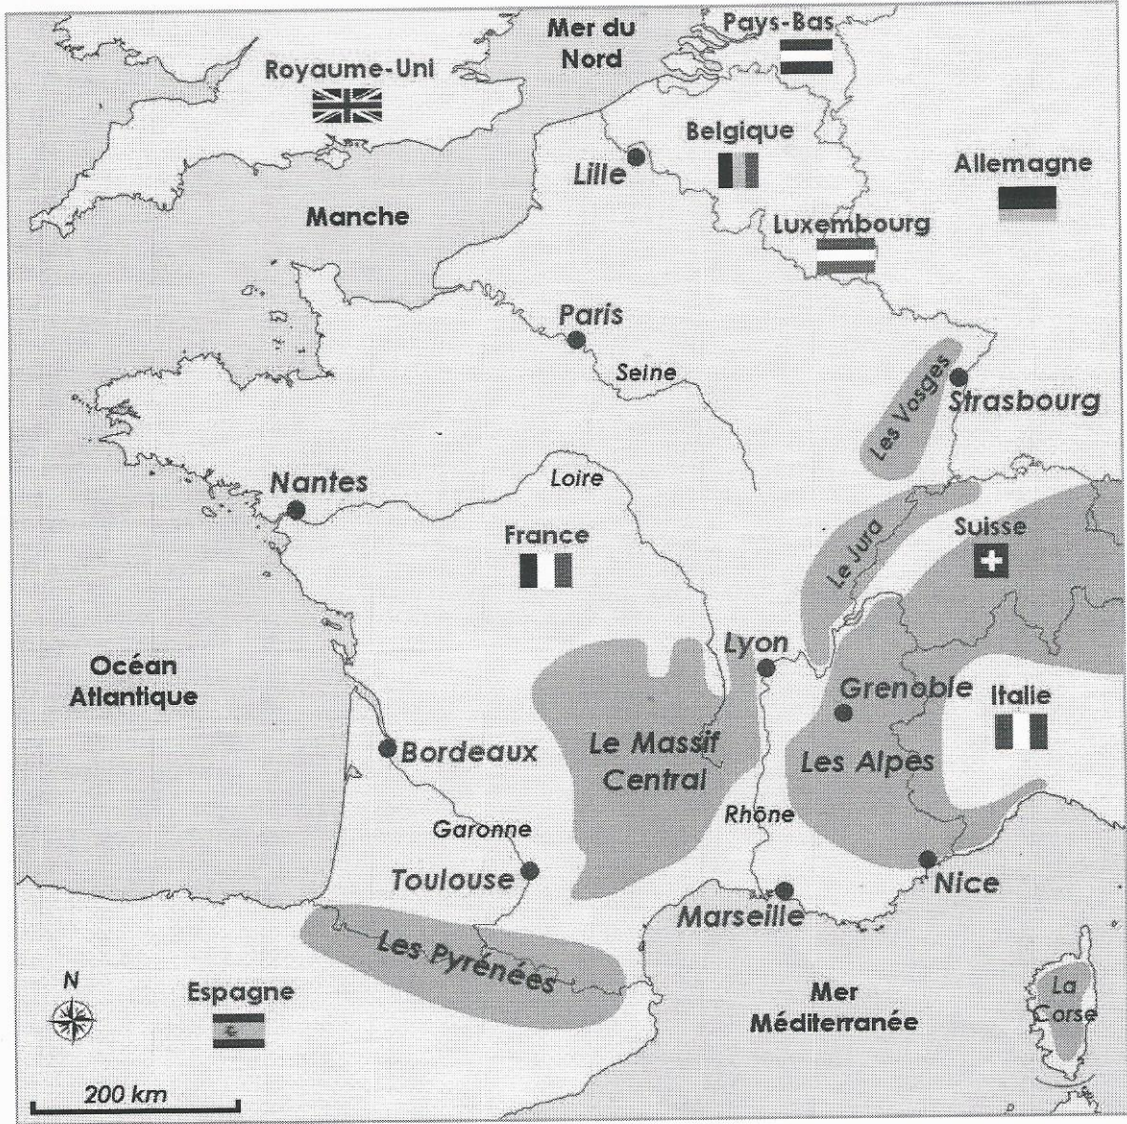 Mer du
Nord
Pays-Bas
Royaume-Uni
Belgique
Lille
Allemagne
Manche
Luxembourg
Paris
Seine
Les Vosges
Strasbourg
Nantes
Loire
France
Le Jura
Suisse
Lyon
Océan
Atlantique
Grenoble
Italie
Bordeaux
Le Massif
Central
Les Alpes
Rhône
Garonne
Toulouse
Nice
Marseille
Les Pyrénées
N
Espagne
Mer
Méditerranée
La
Corse
200 km